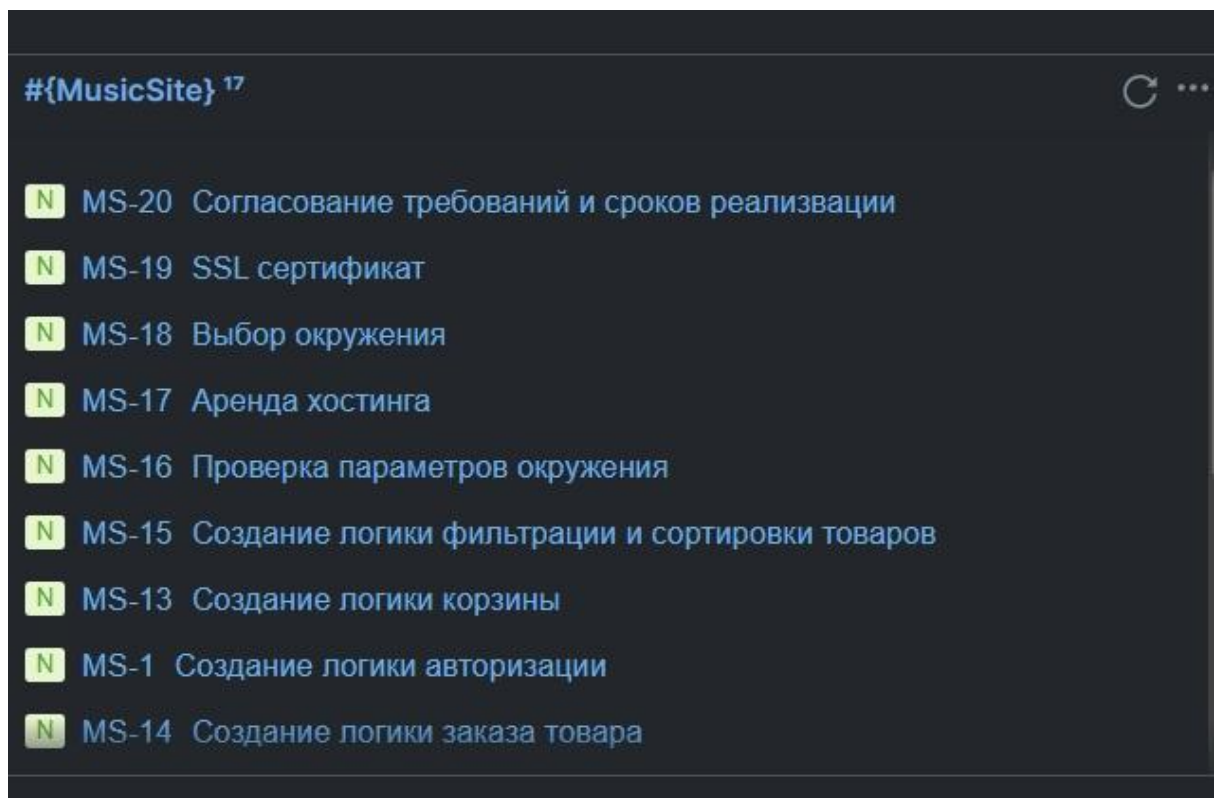 #{MusicSite} 17
N MS-20 Согласование требований и сроков реализвации
N MS-19 SSL сертификат
N MS-18 Выбор окружения
N MS-17 Аренда хостинга
N MS-16 Проверка параметров окружения
N MS-15 Создание логики фильтрации и сортировки товаров
N MS-13 Создание логики корзины
N MS-1 Создание логики авторизации
N MS-14 Создание логики заказа товара